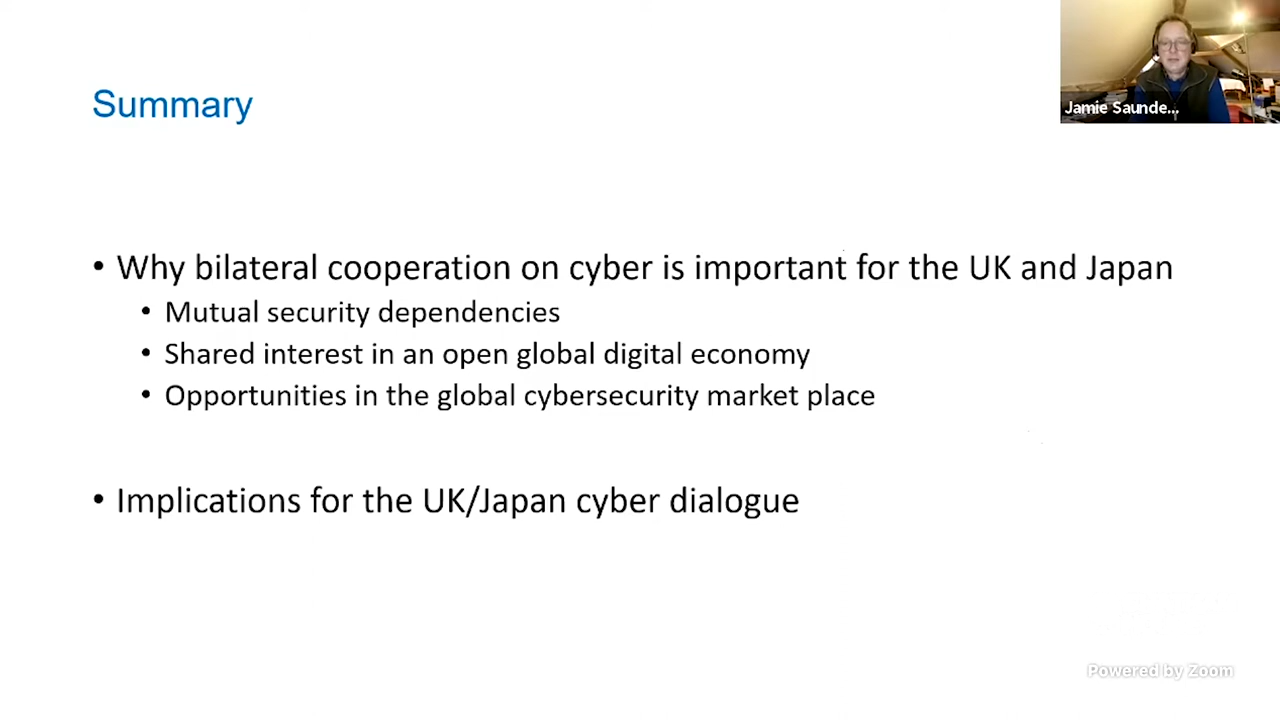 Summary
Jamie Saunde...
• Why bilateral cooperation on cyber is important for the UK and Japan
• Mutual security dependencies
• Shared interest in an open global digital economy
• Opportunities in the global cybersecurity market place
• Implications for the UK/Japan cyber dialogue
Powered by Zoom